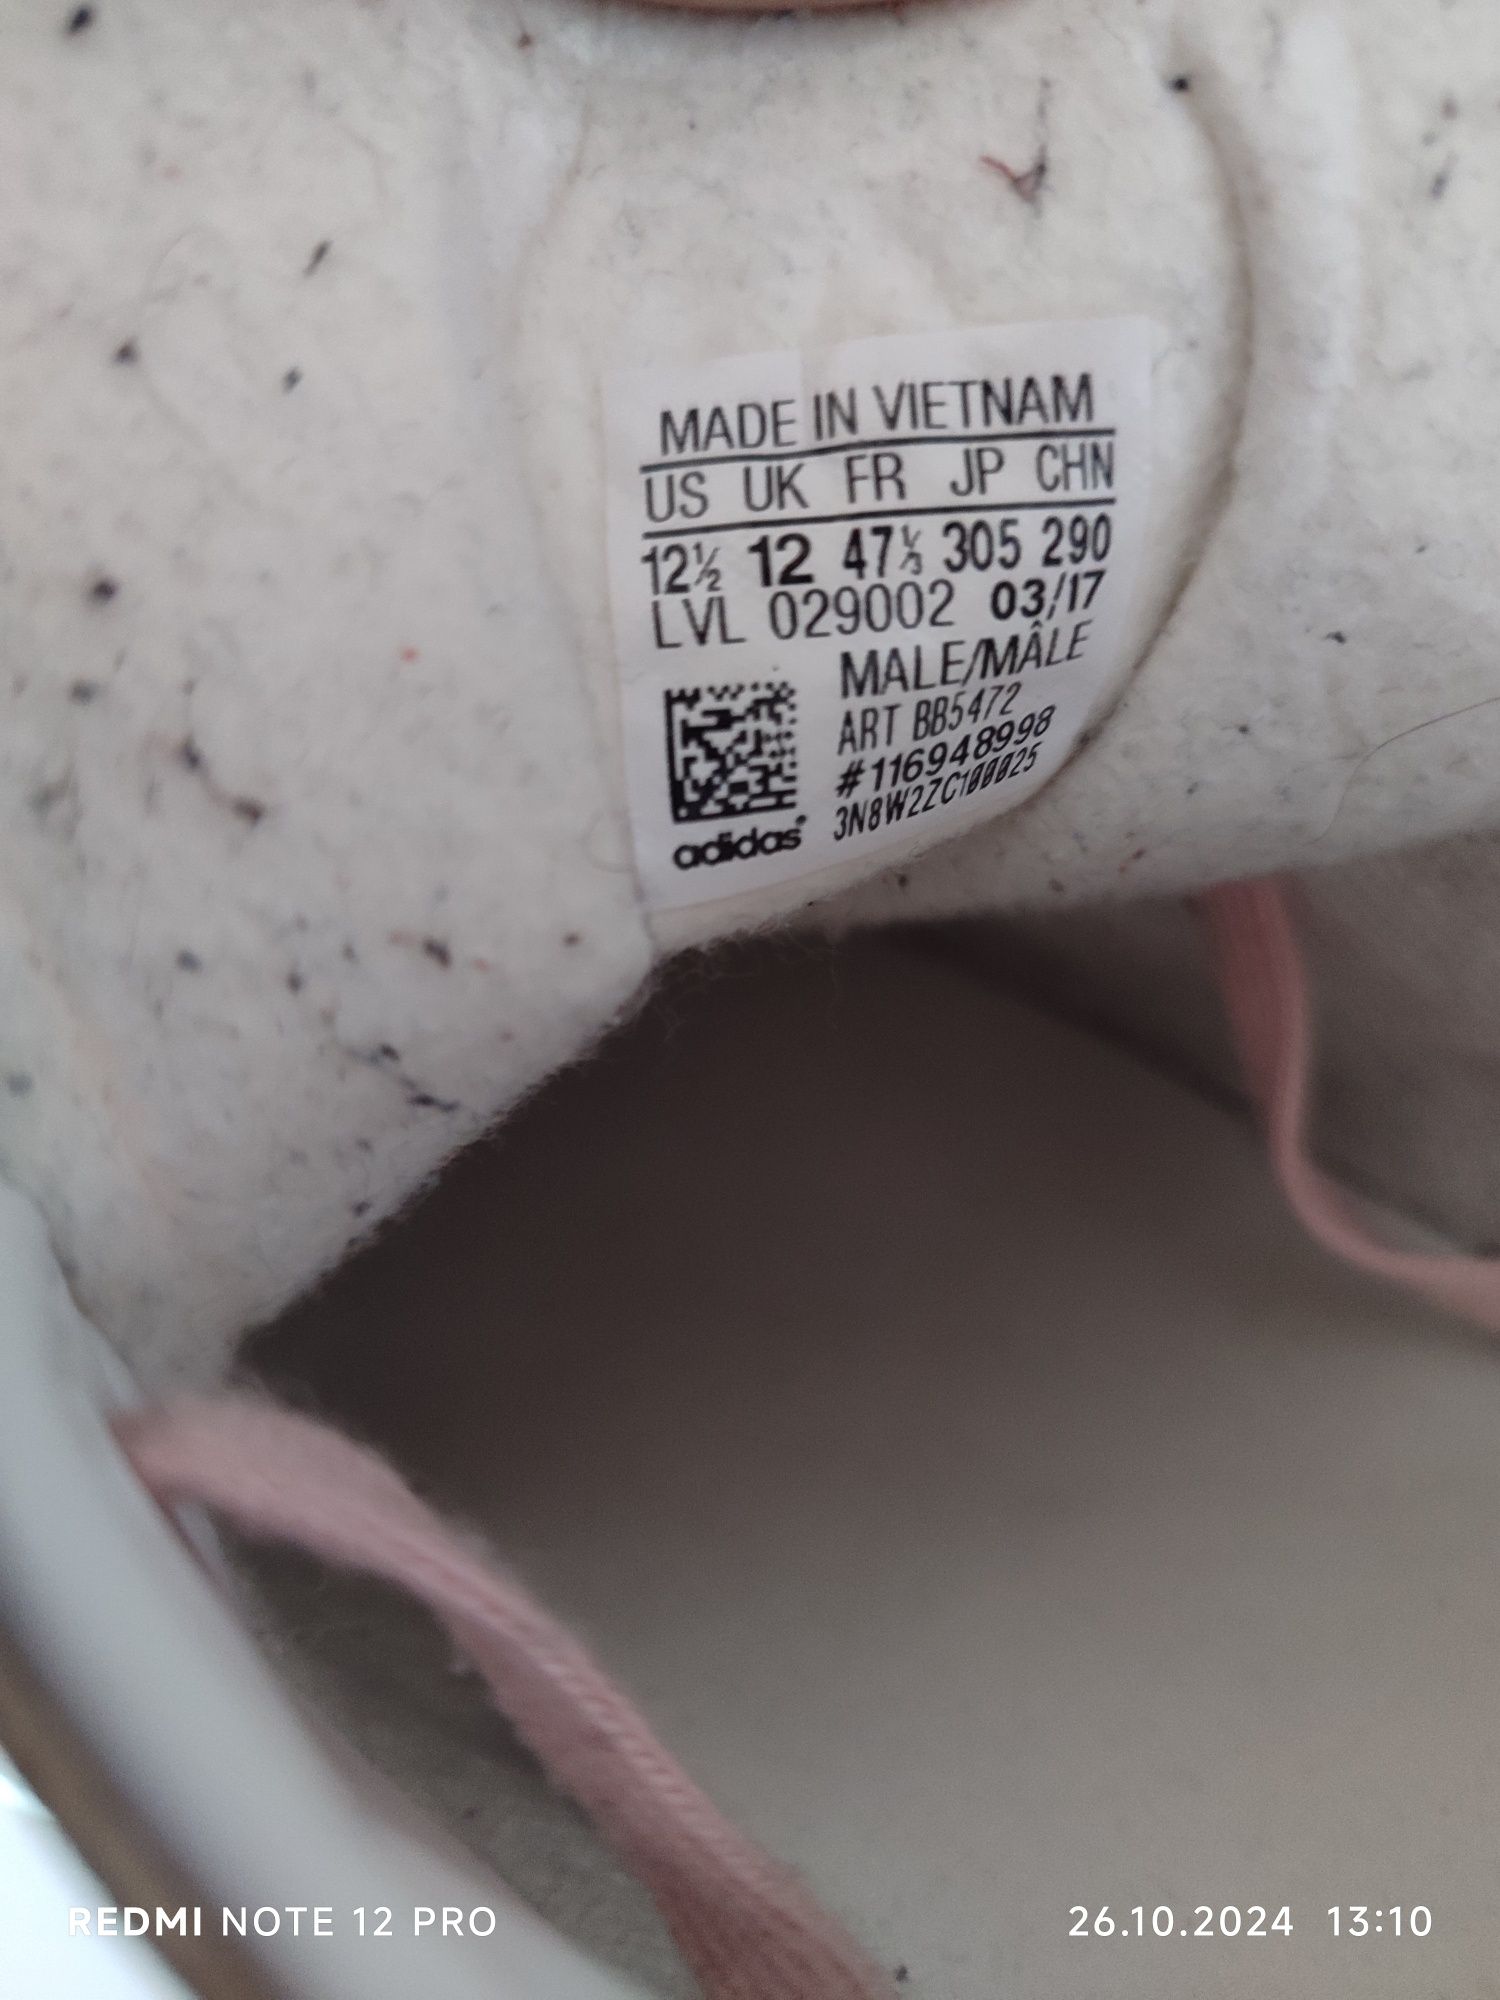 MADE IN VIETNAM
US UK FR JP CHN
12½ 12 47⅓ 305 290
LVL 029002 03/17
MALE/MÂLE
ART BB5472
#116948998
3N8W2ZC100025
adidas®
REDMI NOTE 12 PRO
26.10.2024 13:10